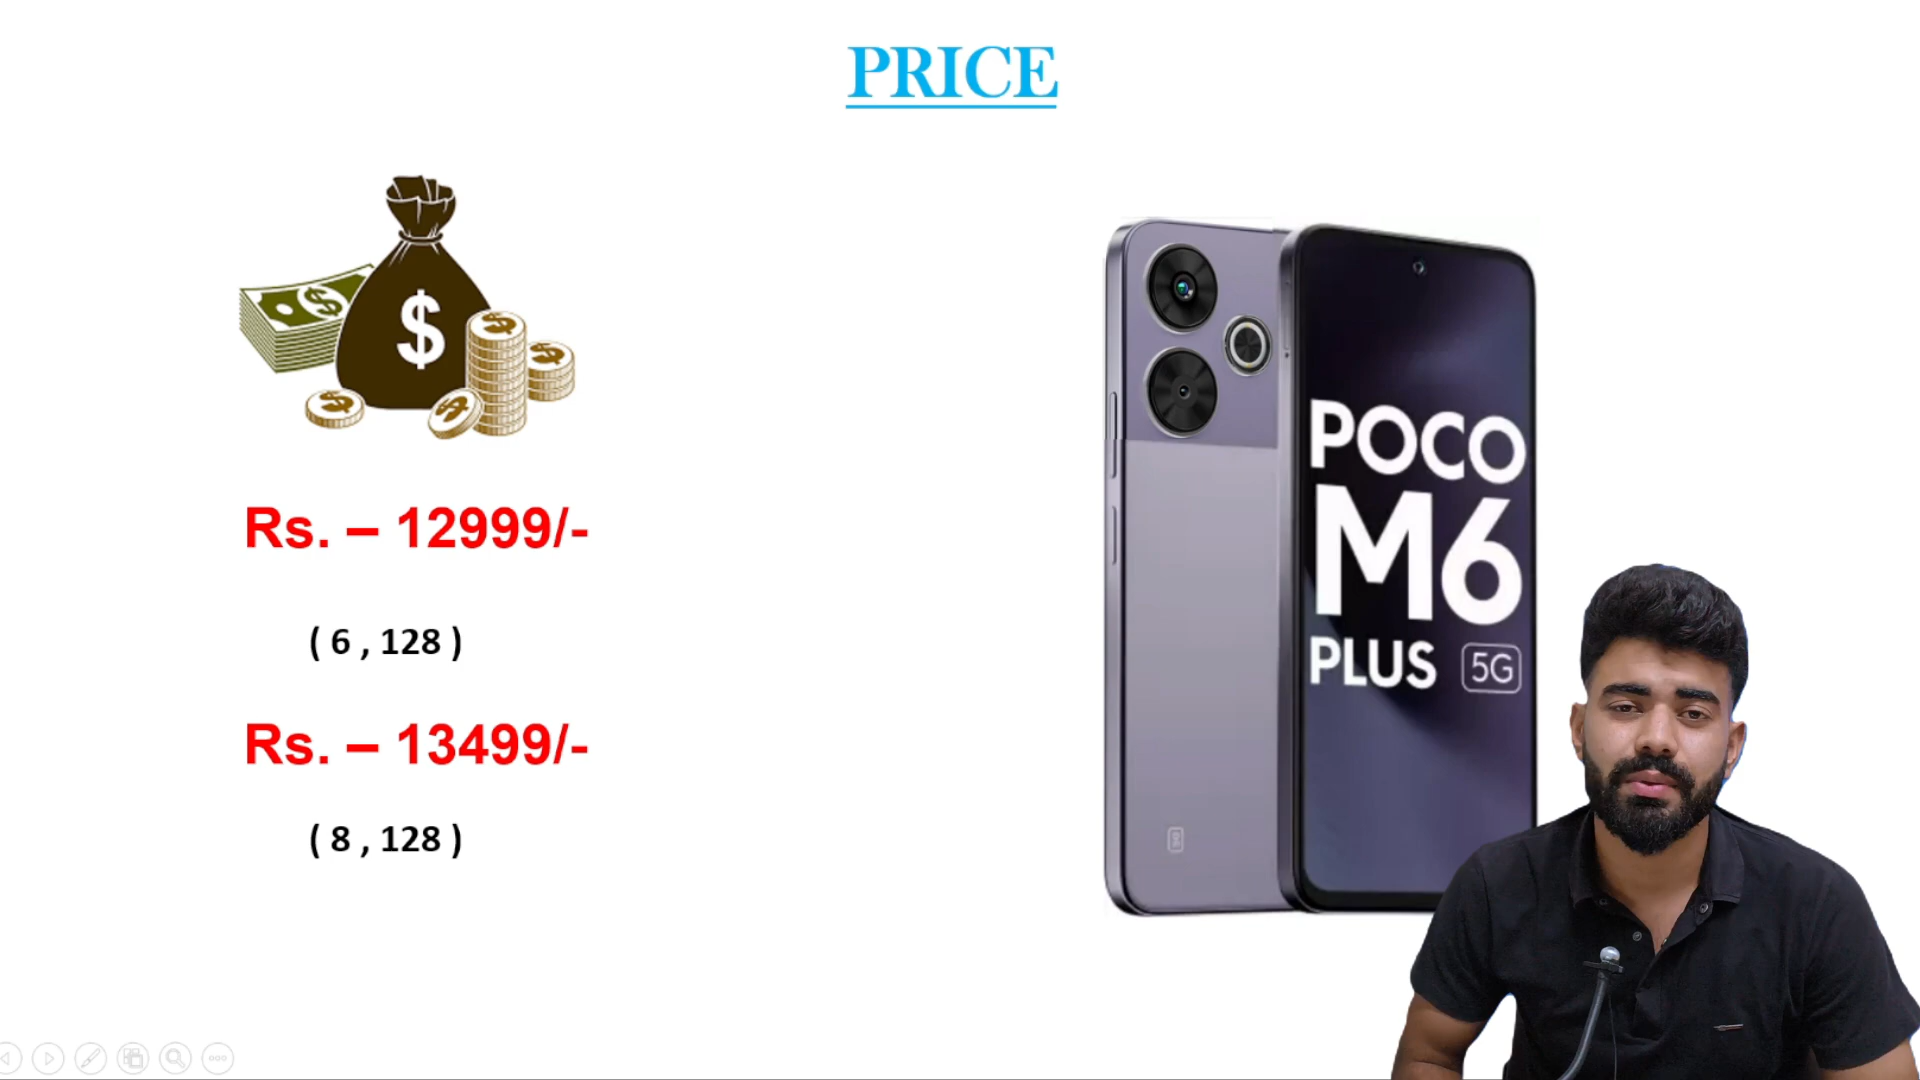 PRICE
Rs. – 12999/-
( 6 , 128 )
Rs. – 13499/-
( 8 , 128 )
POCO
M6
PLUS 5G